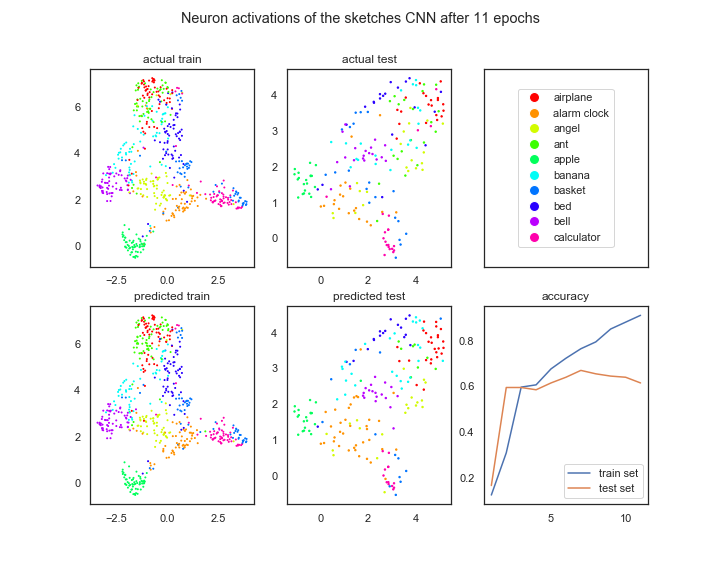 Neuron activations of the sketches CNN after 11 epochs
actual train
actual test
6
4
2
0
−2.5 0.0 2.5
4
3
2
1
0
0 2 4
airplane
alarm clock
angel
ant
apple
banana
basket
bed
bell
calculator
predicted train
predicted test
accuracy
6
4
2
0
−2.5 0.0 2.5
4
3
2
1
0
0 2 4
0.8
0.6
0.4
0.2
train set
test set
5 10